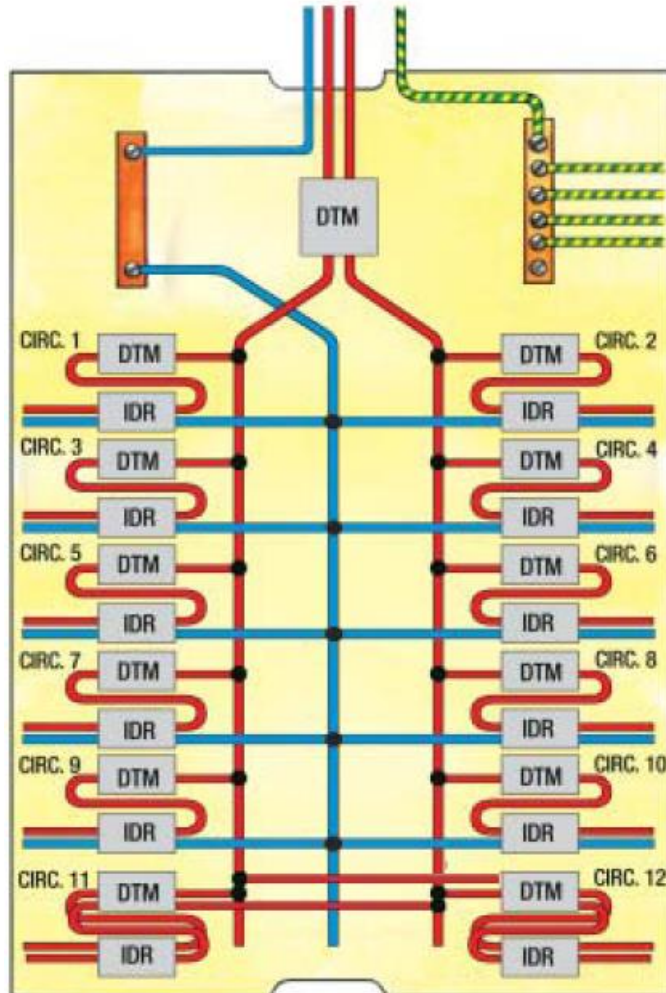 DTM
CIRC. 1 DTM DTM CIRC. 2
IDR IDR
CIRC. 3 DTM DTM CIRC. 4
IDR IDR
CIRC. 5 DTM DTM CIRC. 6
IDR IDR
CIRC. 7 DTM DTM CIRC. 8
IDR IDR
CIRC. 9 DTM DTM CIRC. 10
IDR IDR
CIRC. 11 DTM DTM CIRC. 12
IDR IDR